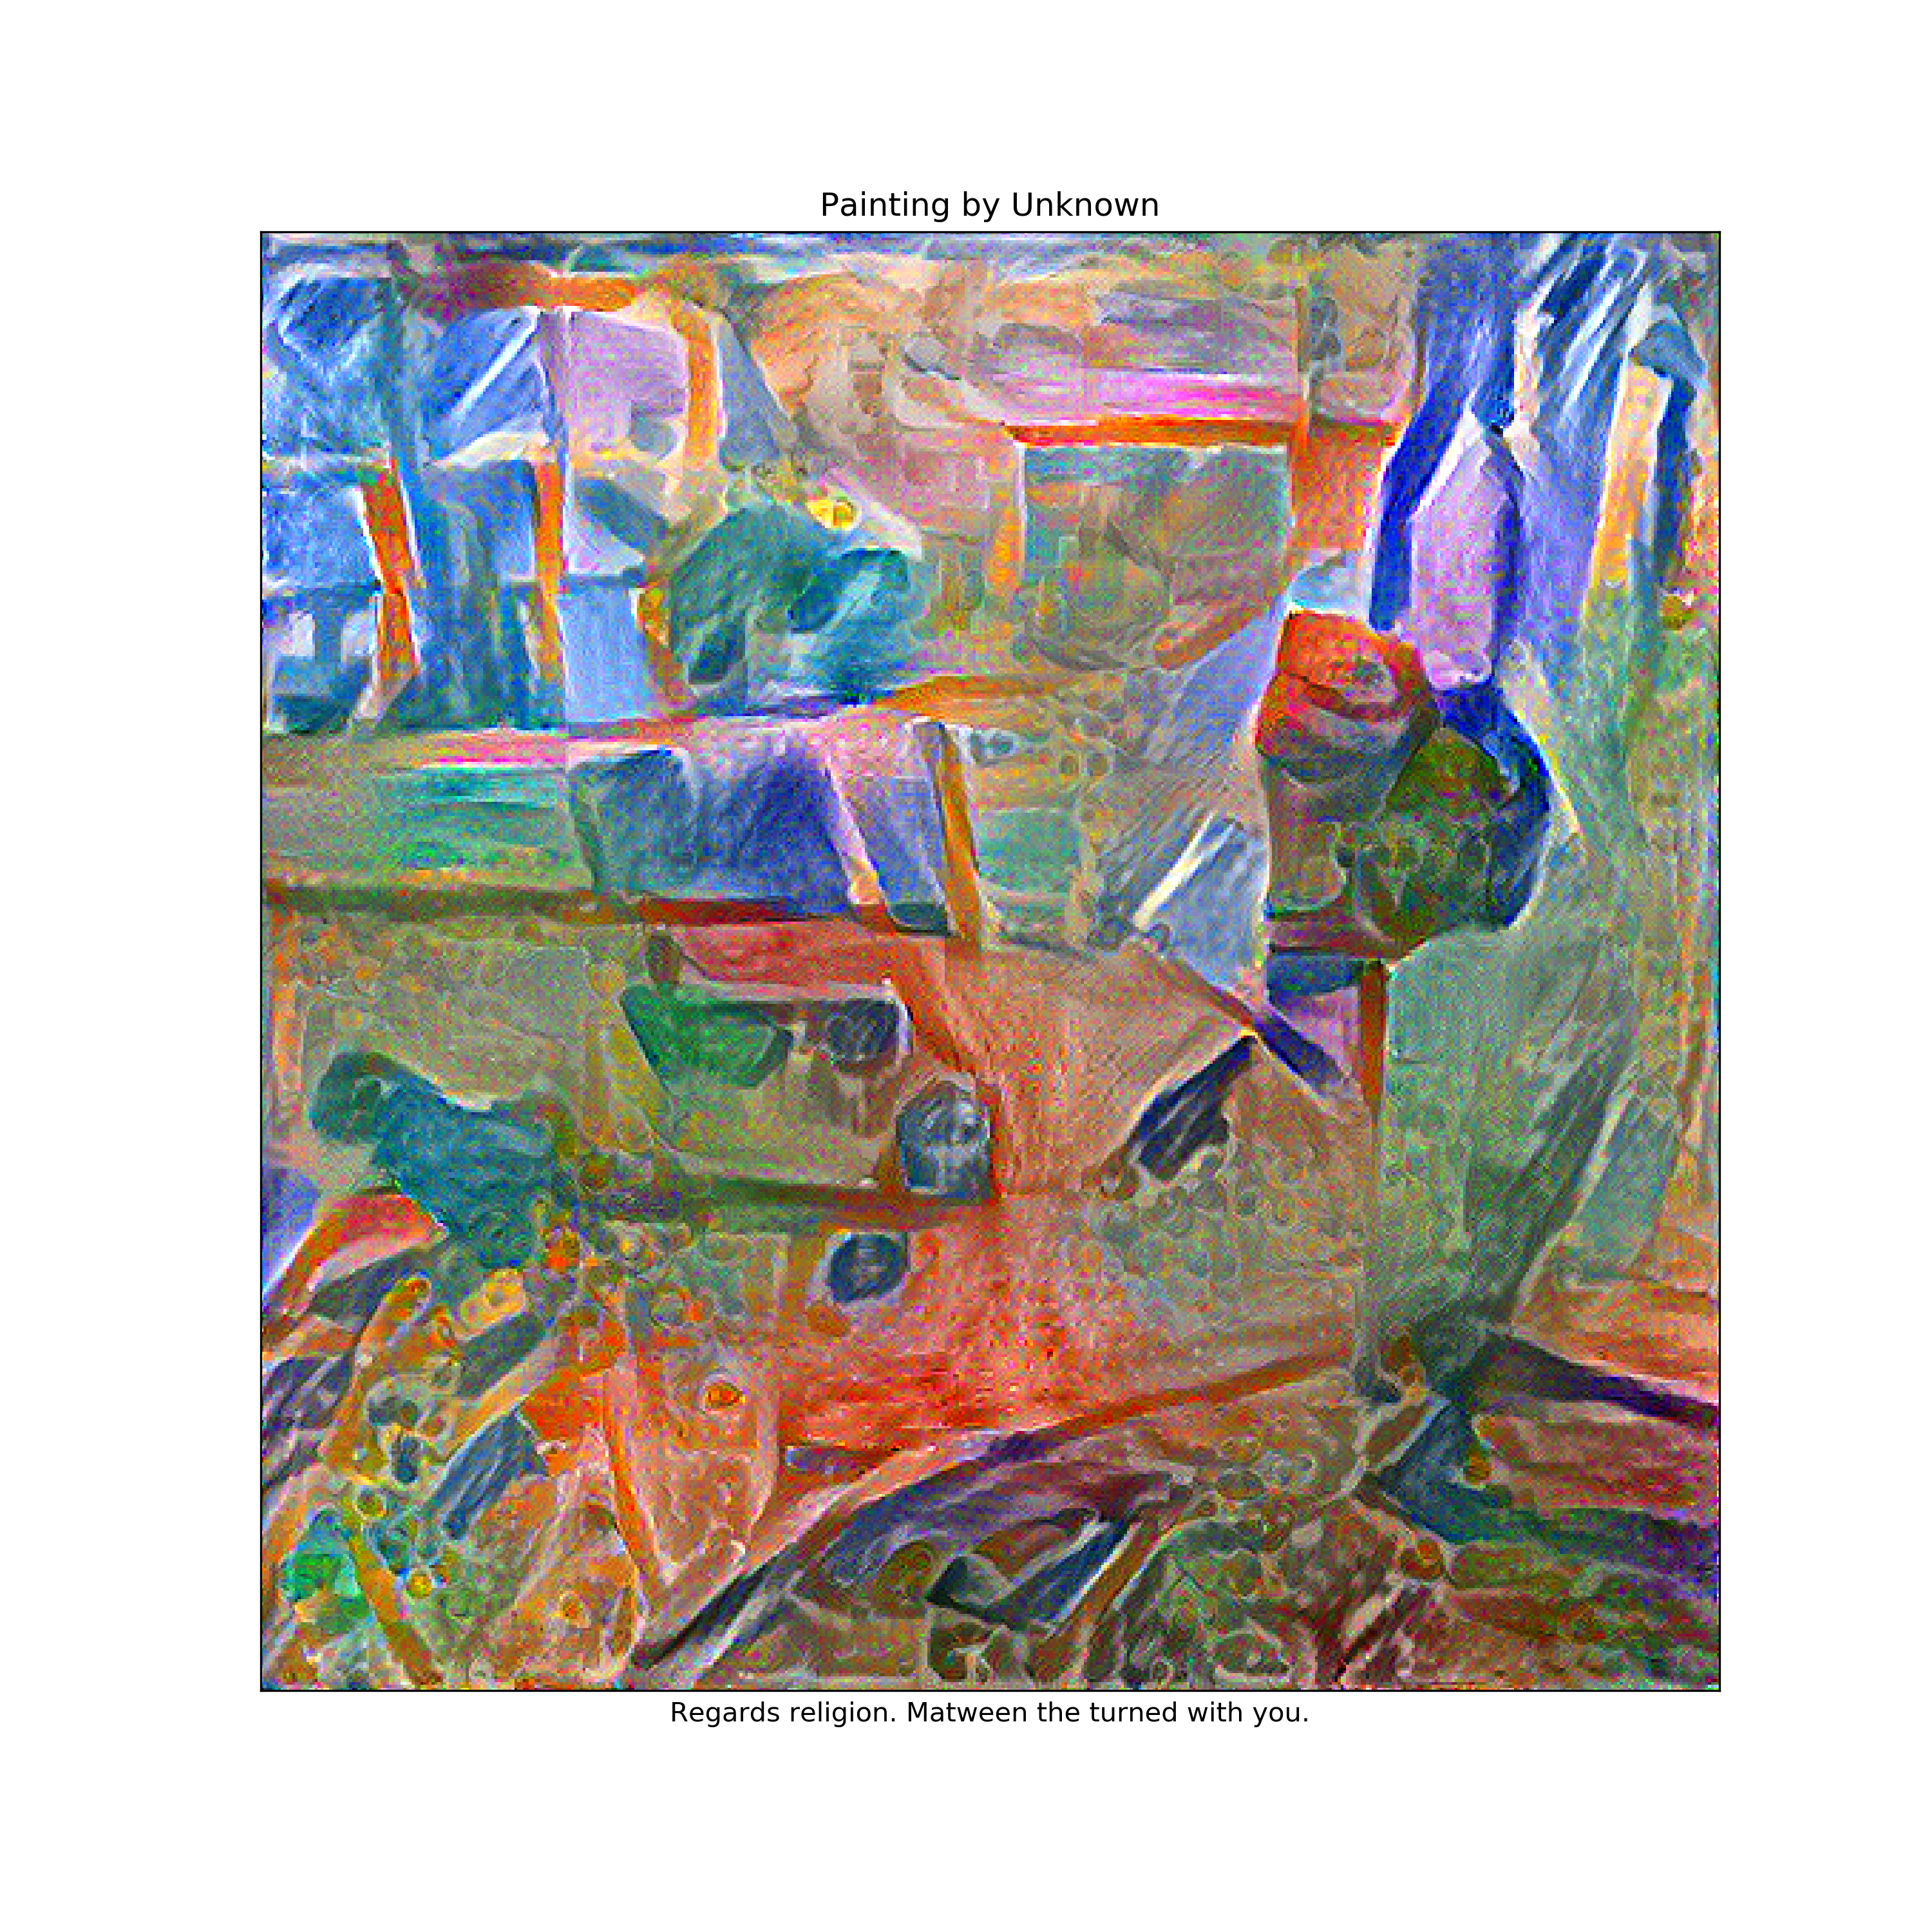 Painting by Unknown
Regards religion. Matween the turned with you.